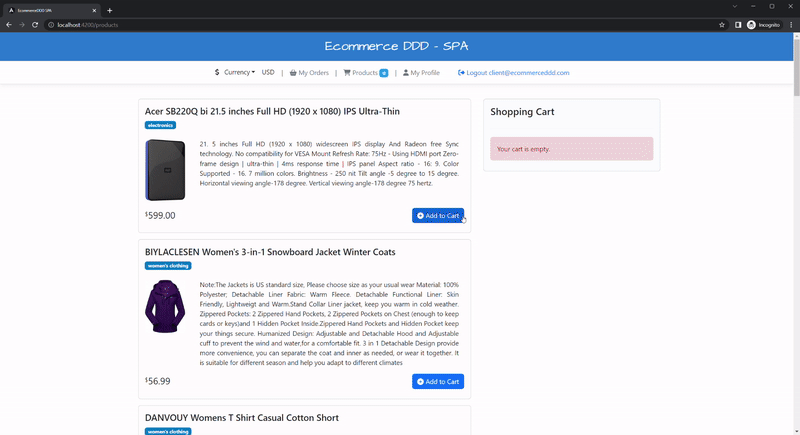 EcommerceDDD SPA
localhost:4200/products
Incognito
Ecommerce DDD - SPA
$ Currency USD | My Orders | Products | My Profile Logout client@ecommerceddd.com
Acer SB220Q bi 21.5 inches Full HD (1920 x 1080) IPS Ultra-Thin
electronics
21. 5 inches Full HD (1920 x 1080) widescreen IPS display And Radeon free Sync
technology. No compatibility for VESA Mount Refresh Rate: 75Hz - Using HDMI port Zero-
frame design | ultra-thin | 4ms response time | IPS panel Aspect ratio - 16: 9. Color
Supported - 16. 7 million colors. Brightness - 250 nit Tilt angle -5 degree to 15 degree.
Horizontal viewing angle-178 degree. Vertical viewing angle-178 degree 75 hertz.
$599.00
Add to Cart
Shopping Cart
Your cart is empty.
BIYLACLESEN Women's 3-in-1 Snowboard Jacket Winter Coats
women's clothing
Note:The Jackets is US standard size, Please choose size as your usual wear Material: 100%
Polyester; Detachable Liner Fabric: Warm Fleece. Detachable Functional Liner: Skin
Friendly, Lightweigt and Warm.Stand Collar Liner jacket, keep you warm in cold weather.
Zippered Pockets: 2 Zippered Hand Pockets, 2 Zippered Pockets on Chest (enough to keep
cards or keys)and 1 Hidden Pocket Inside.Zippered Hand Pockets and Hidden Pocket keep
your things secure. Humanized Design: Adjustable and Detachable Hood and Adjustable
cuff to prevent the wind and water,for a comfortable fit. 3 in 1 Detachable Design provide
more convenience, you can separate the coat and inner as needed, or wear it together. It
is suitable for different season and help you adapt to different climates
$56.99
Add to Cart
DANVOUY Womens T Shirt Casual Cotton Short
women's clothing